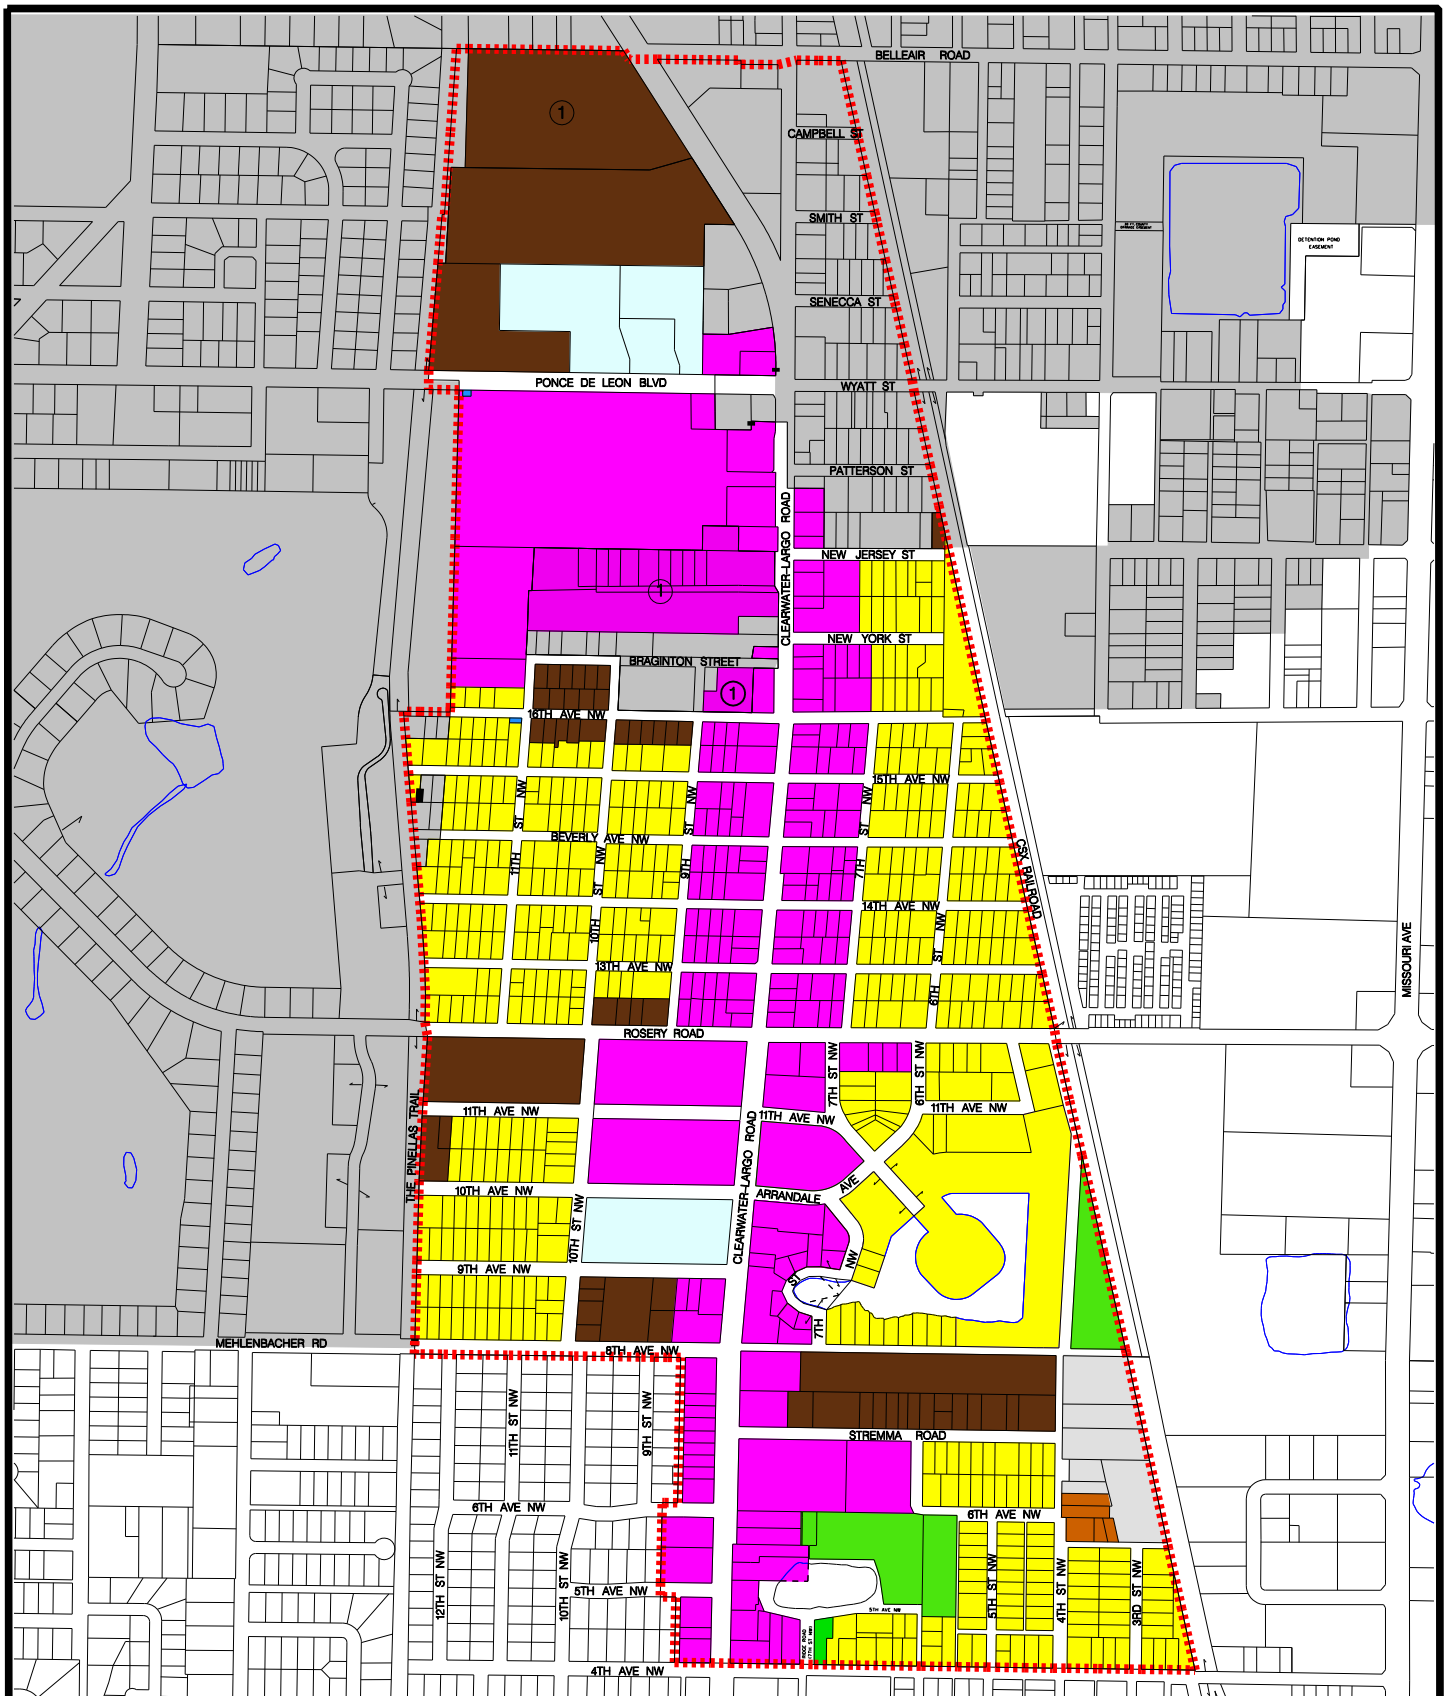 BELLEAIR ROAD
1
CAMPBELL ST
SMITH ST
DETENTION POND
EASEMENT
SENECCA ST
PONCE DE LEON BLVD
WYATT ST
PATTERSON ST
CLEARWATER-LARGO ROAD
NEW JERSEY ST
1
NEW YORK ST
BRAGINTON STREET
1
16TH AVE NW
15TH AVE NW
11TH ST NW
9TH ST NW
7TH ST NW
BEVERLY AVE NW
10TH ST NW
CSX RAILROAD
14TH AVE NW
6TH ST NW
MISSOURI AVE
13TH AVE NW
ROSERY ROAD
7TH ST NW
6TH ST NW
THE PINELLAS TRAIL
11TH AVE NW
11TH AVE NW
11TH AVE NW
CLEARWATER-LARGO ROAD
10TH AVE NW
ARRANDALE AVE
10TH ST NW
9TH AVE NW
7TH ST NW
MEHLENBACHER RD
8TH AVE NW
11TH ST NW
9TH ST NW
STREMMA ROAD
6TH AVE NW
6TH AVE NW
12TH ST NW
10TH ST NW
5TH AVE NW
5TH ST NW
4TH ST NW
3RD ST NW
5TH AVE NW
4TH AVE NW